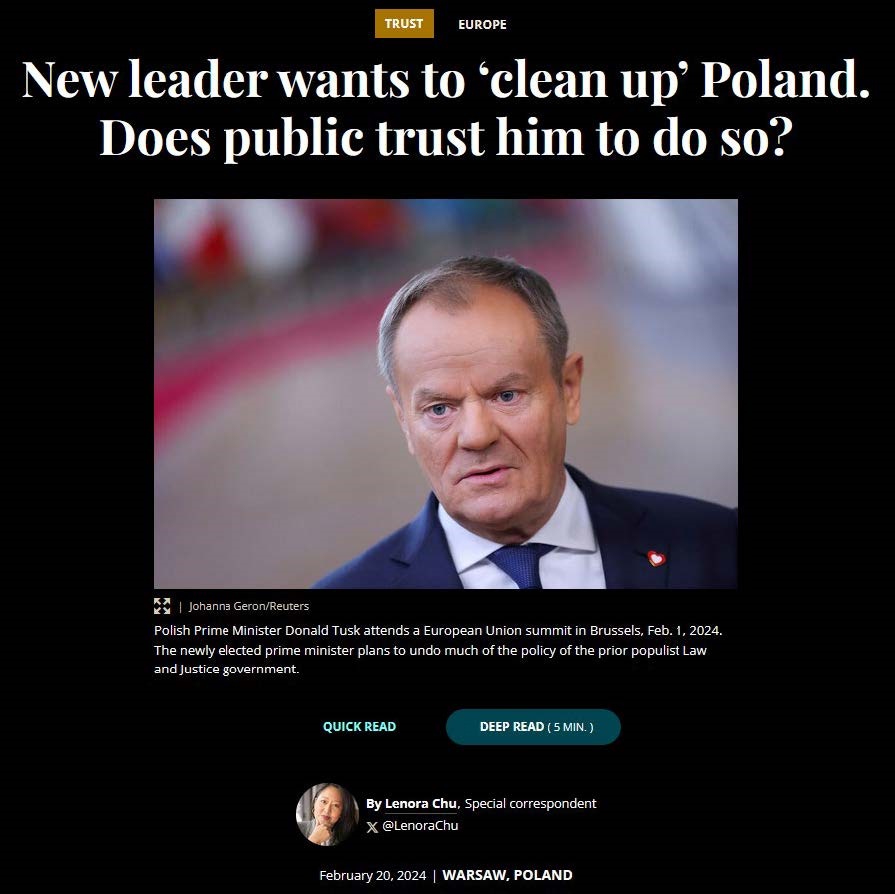 TRUST EUROPE
New leader wants to ‘clean up’ Poland.
Does public trust him to do so?
| Johanna Geron/Reuters
Polish Prime Minister Donald Tusk attends a European Union summit in Brussels, Feb. 1, 2024.
The newly elected prime minister plans to undo much of the policy of the prior populist Law
and Justice government.
QUICK READ DEEP READ ( 5 MIN. )
By Lenora Chu, Special correspondent
X @LenoraChu
February 20, 2024 | WARSAW, POLAND